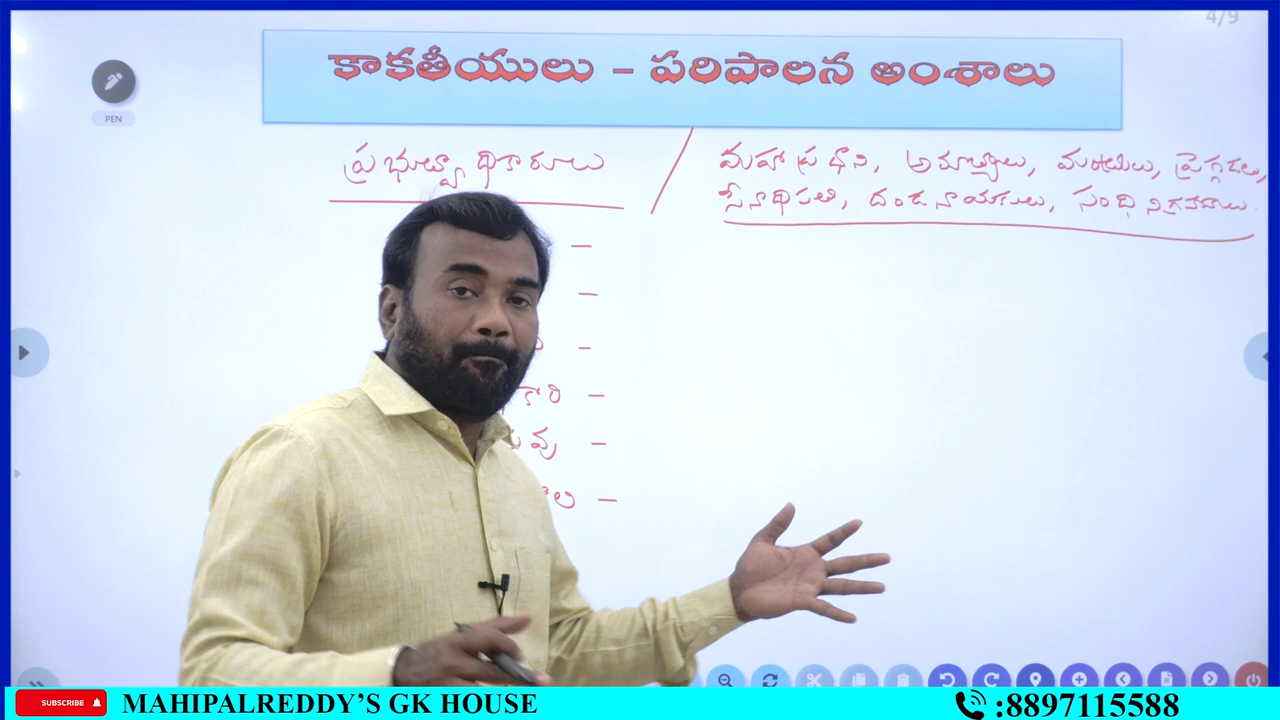 4/9
కాకతీయులు – పరిపాలన అంశాలు
PEN
ప్రభుత్వాధికారులు
మహాప్రధాని, అమాత్యులు, మంత్రులు, ప్రెగ్గడలు,
సేనాధిపతి, దండనాయకులు, సంధి
–
–
–
కారి –
వు –
ల –
SUBSCRIBE
MAHIPALREDDY'S GK HOUSE
:8897115588